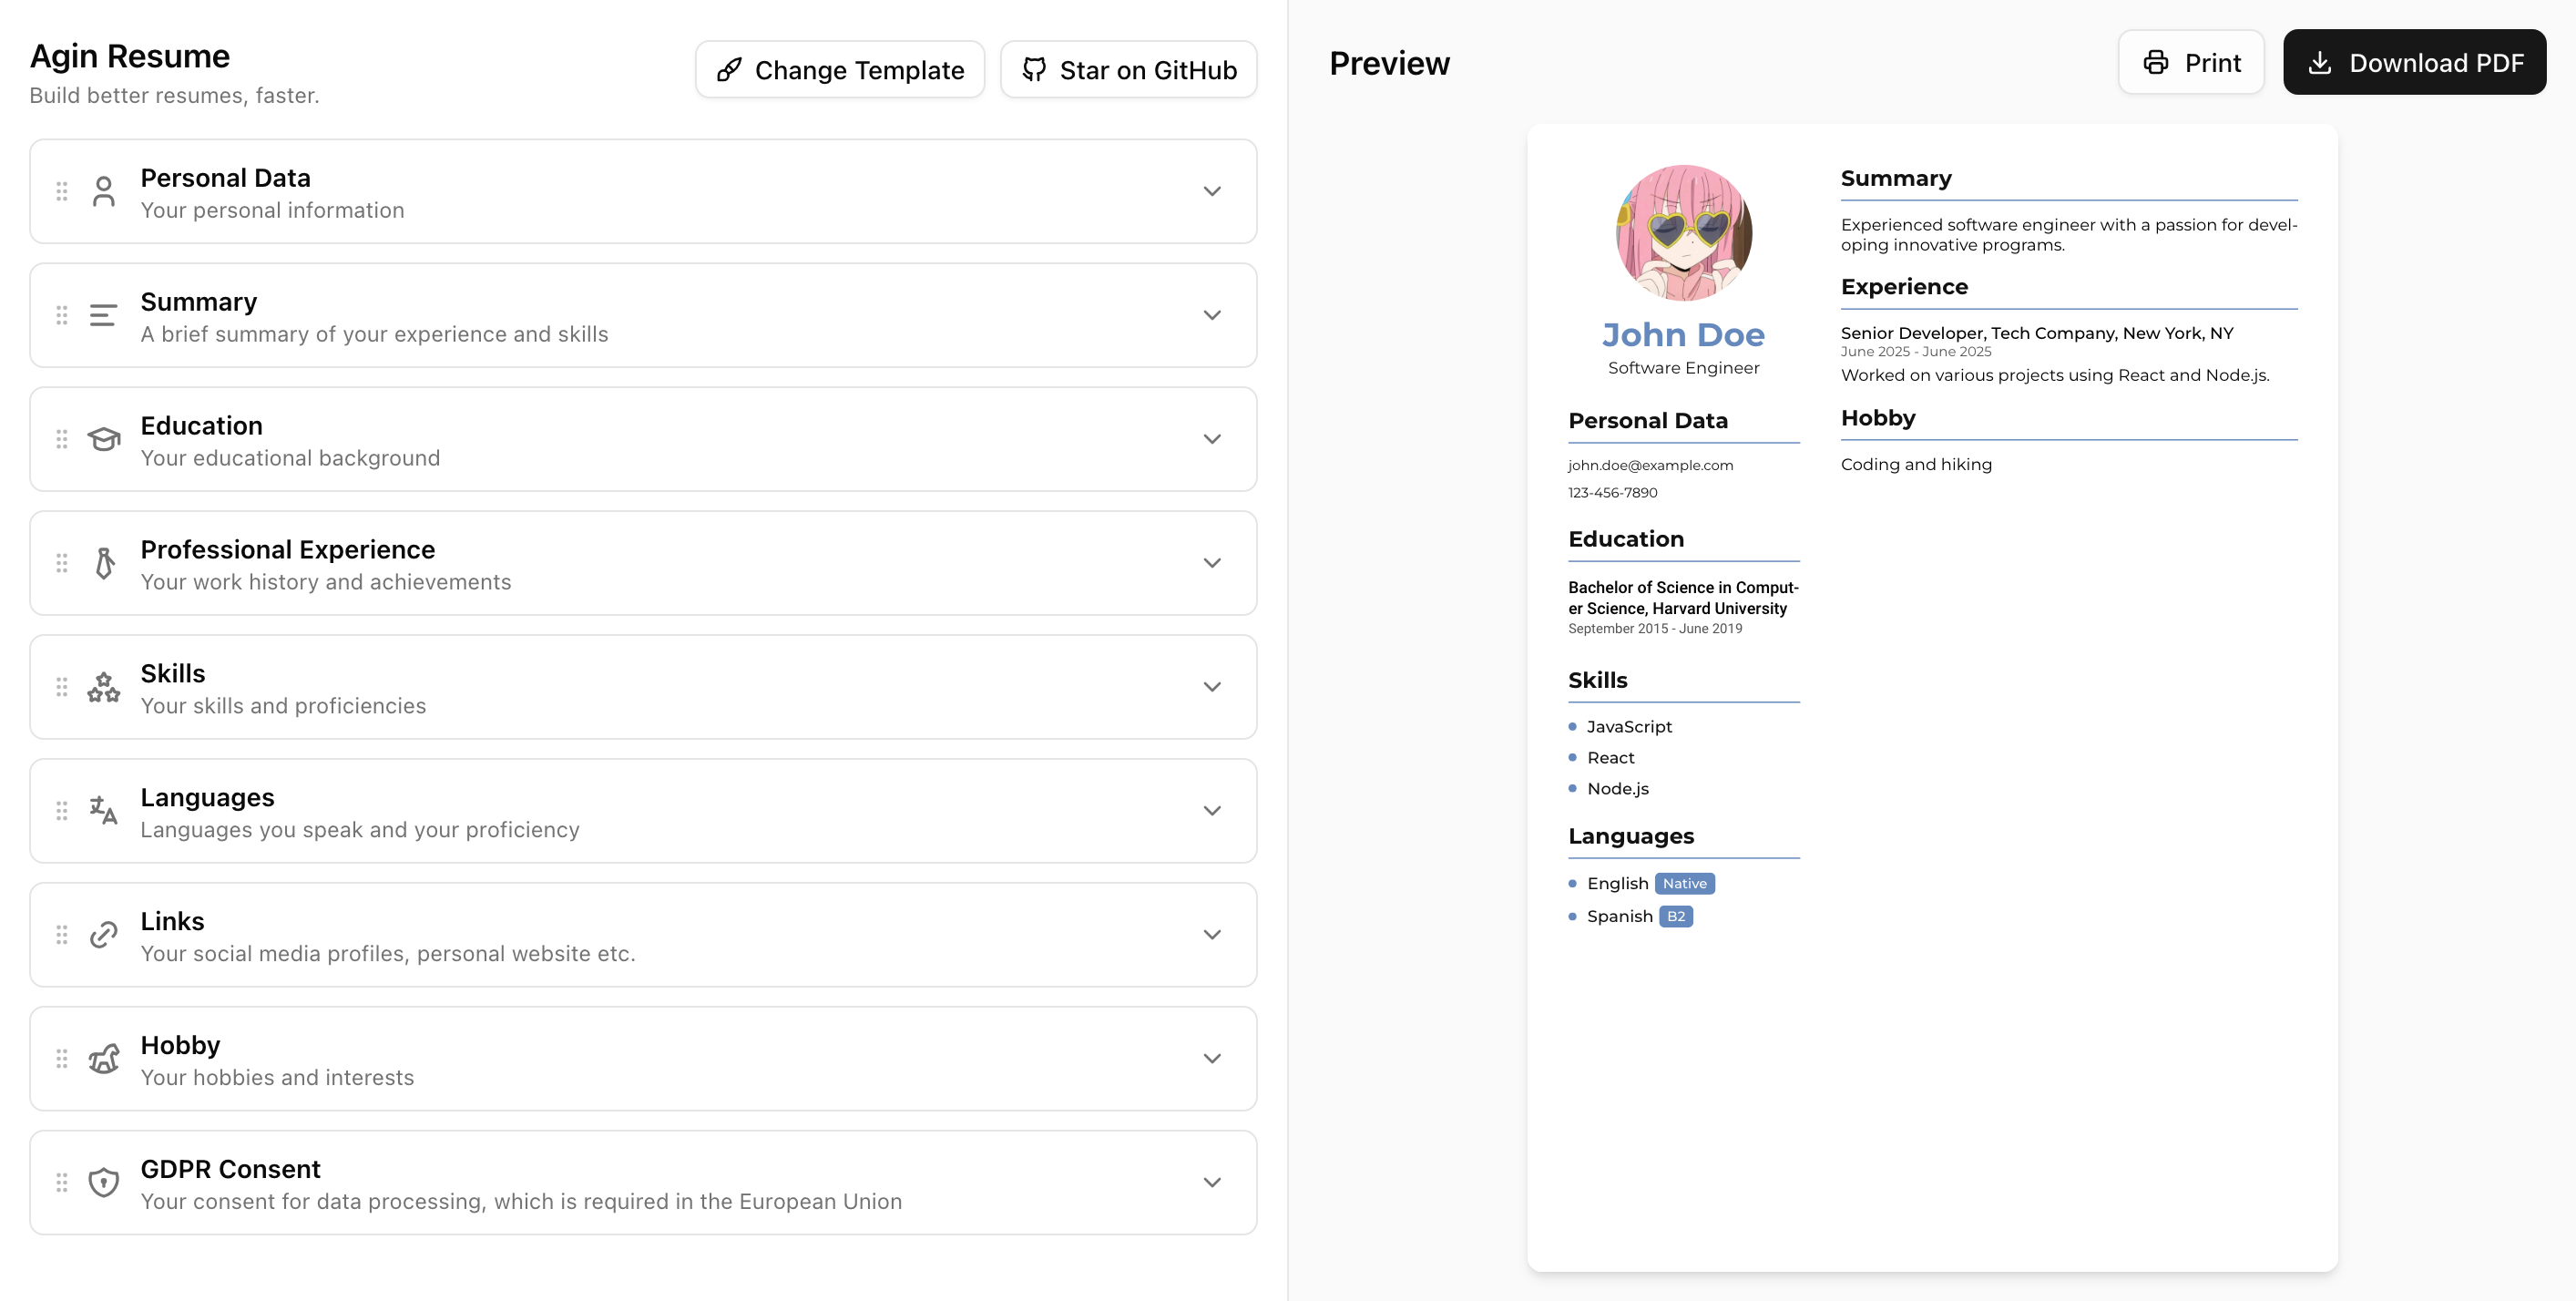 Agin Resume
Build better resumes, faster.
Change Template
Star on GitHub
Personal Data
Your personal information
Summary
A brief summary of your experience and skills
Education
Your educational background
Professional Experience
Your work history and achievements
Skills
Your skills and proficiencies
Languages
Languages you speak and your proficiency
Links
Your social media profiles, personal website etc.
Hobby
Your hobbies and interests
GDPR Consent
Your consent for data processing, which is required in the European Union
Preview
Print
Download PDF
John Doe
Software Engineer
Personal Data
john.doe@example.com
123-456-7890
Education
Bachelor of Science in Comput-
er Science, Harvard University
September 2015 - June 2019
Skills
JavaScript
React
Node.js
Languages
English Native
Spanish B2
Summary
Experienced software engineer with a passion for devel-
oping innovative programs.
Experience
Senior Developer, Tech Company, New York, NY
June 2025 - June 2025
Worked on various projects using React and Node.js.
Hobby
Coding and hiking